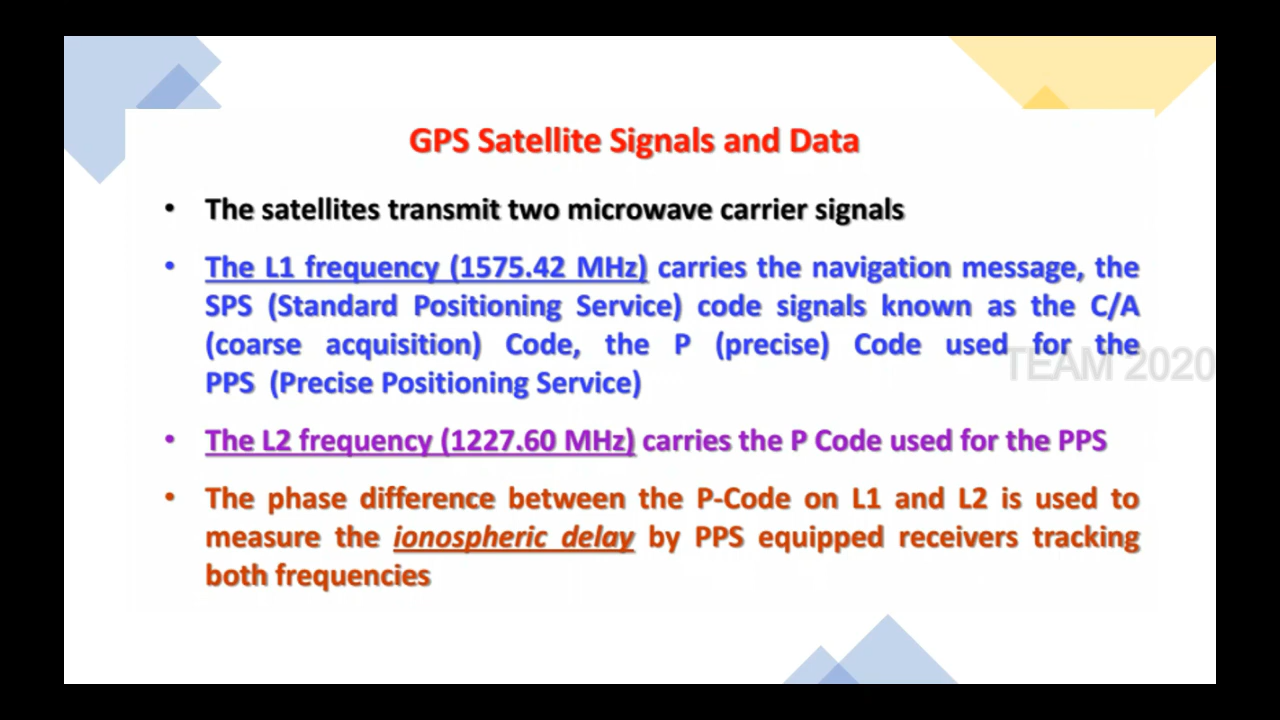 GPS Satellite Signals and Data
• The satellites transmit two microwave carrier signals
• The L1 frequency (1575.42 MHz) carries the navigation message, the
SPS (Standard Positioning Service) code signals known as the C/A
(coarse acquisition) Code, the P (precise) Code used for the
PPS (Precise Positioning Service)
TEAM 2020
• The L2 frequency (1227.60 MHz) carries the P Code used for the PPS
• The phase difference between the P-Code on L1 and L2 is used to
measure the ionospheric delay by PPS equipped receivers tracking
both frequencies